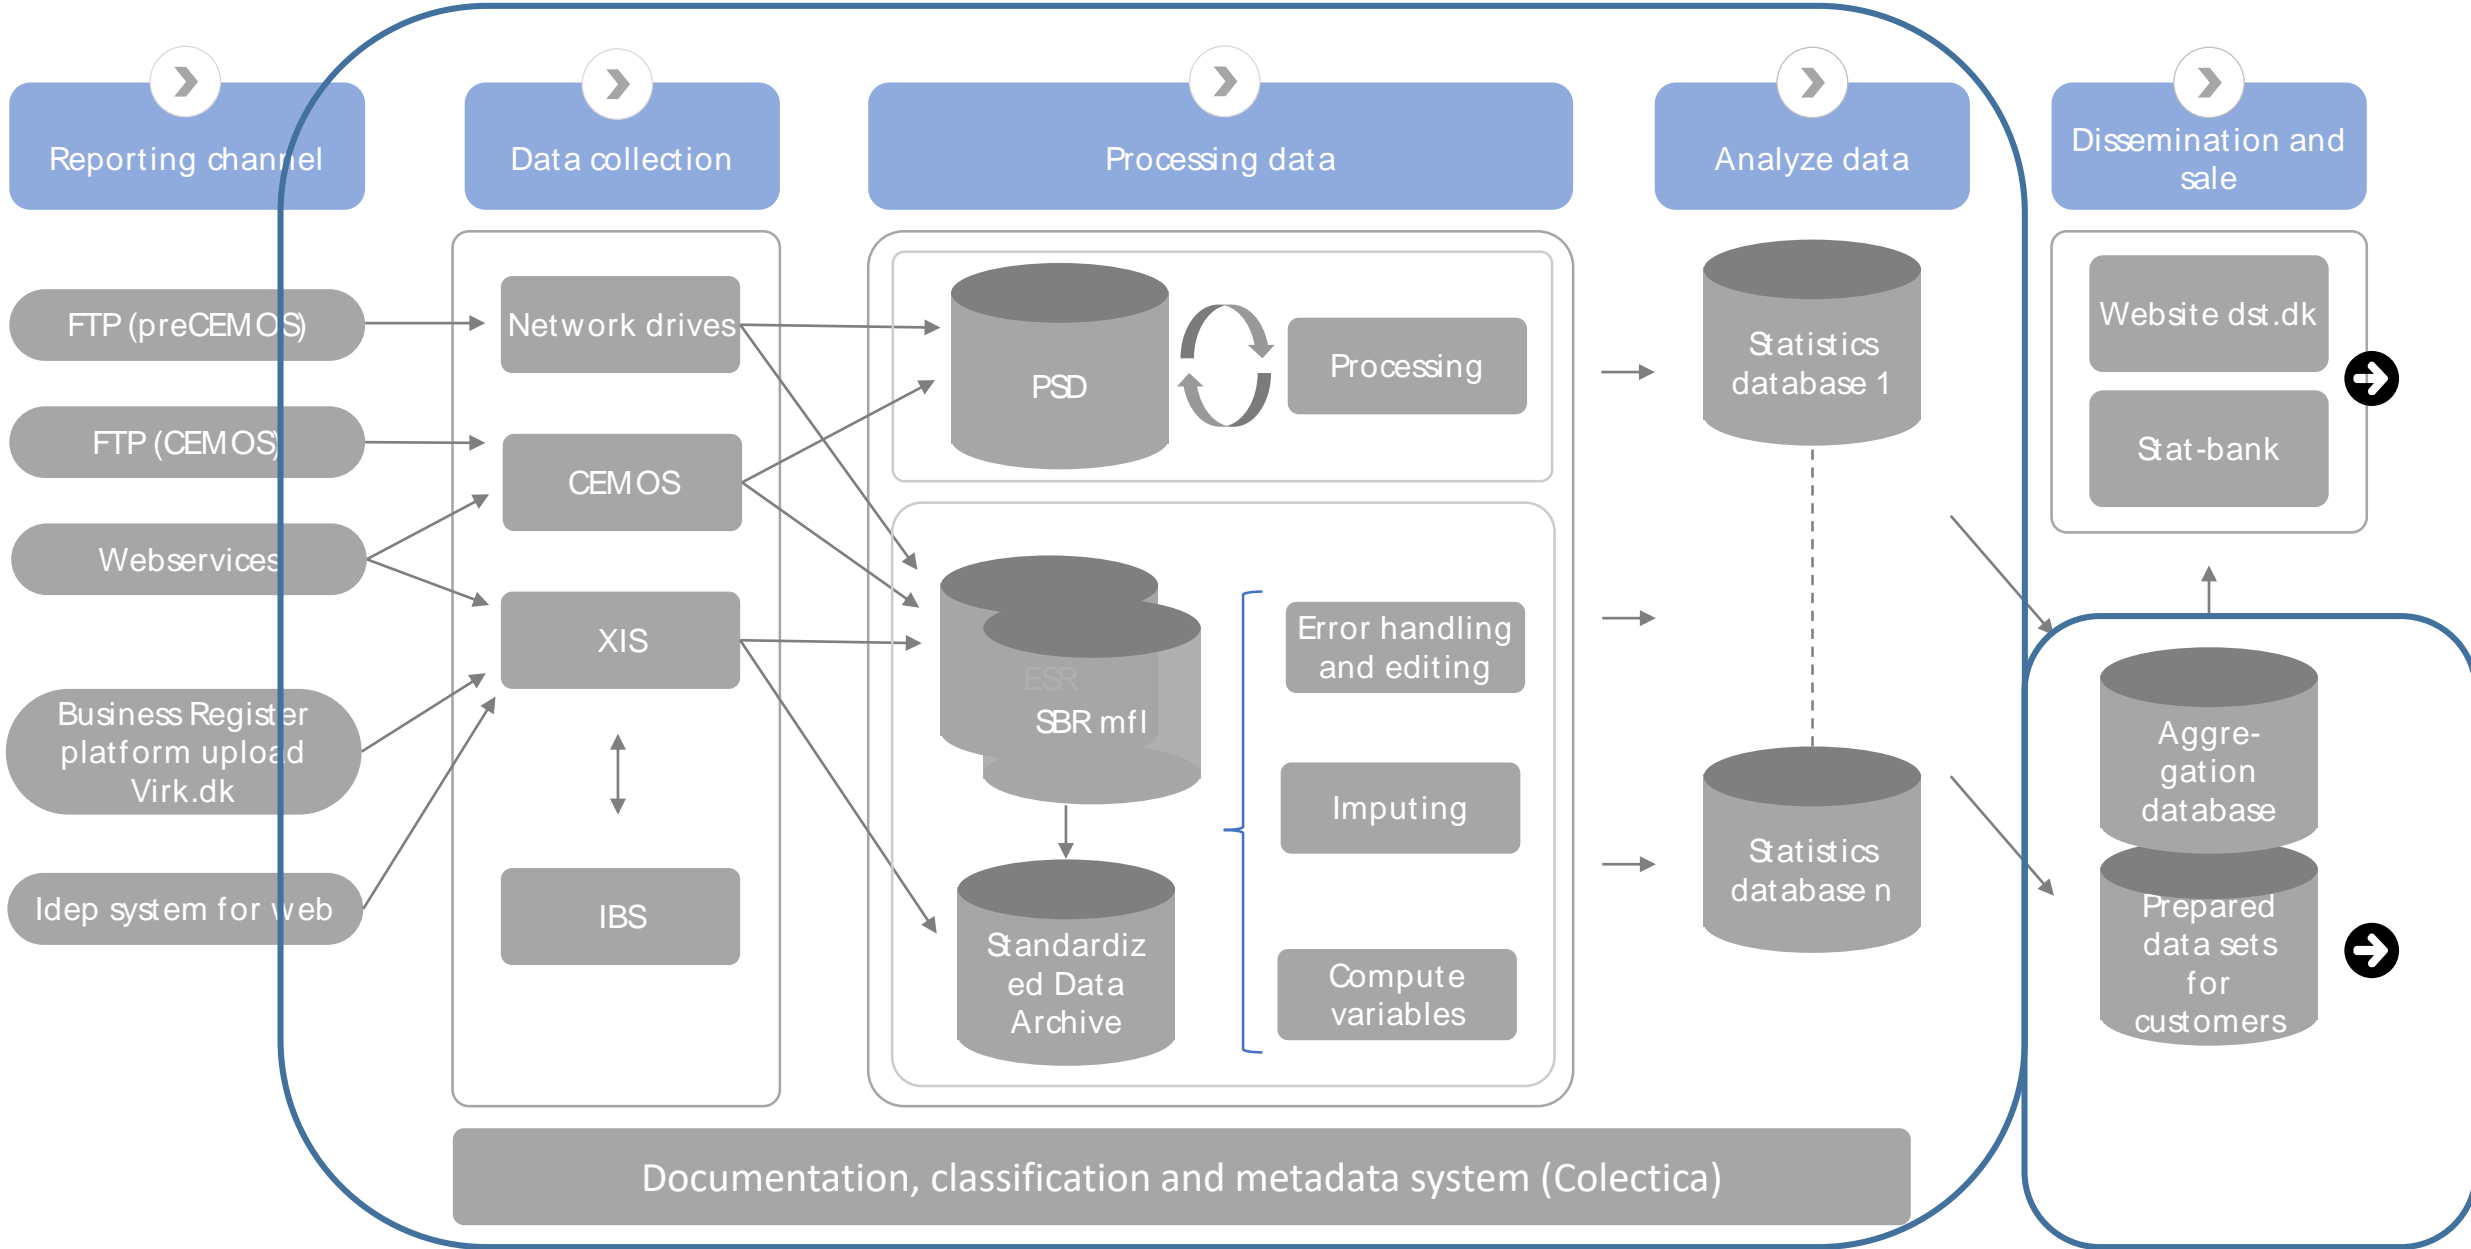 Reporting channel
Data collection
Processing data
Analyze data
Dissemination and
sale
FTP (preCEMOS)
FTP (CEMOS)
Webservices
Business Register
platform upload
Virk.dk
Idep system for web
Network drives
CEMOS
XIS
IBS
PSD
Processing
ESR
SBR mfl
Standardiz
ed Data
Archive
Error handling
and editing
Imputing
Compute
variables
Statistics
database 1
Statistics
database n
Website dst.dk
Stat-bank
Aggre-
gation
database
Prepared
data sets
for
customers
Documentation, classification and metadata system (Colectica)